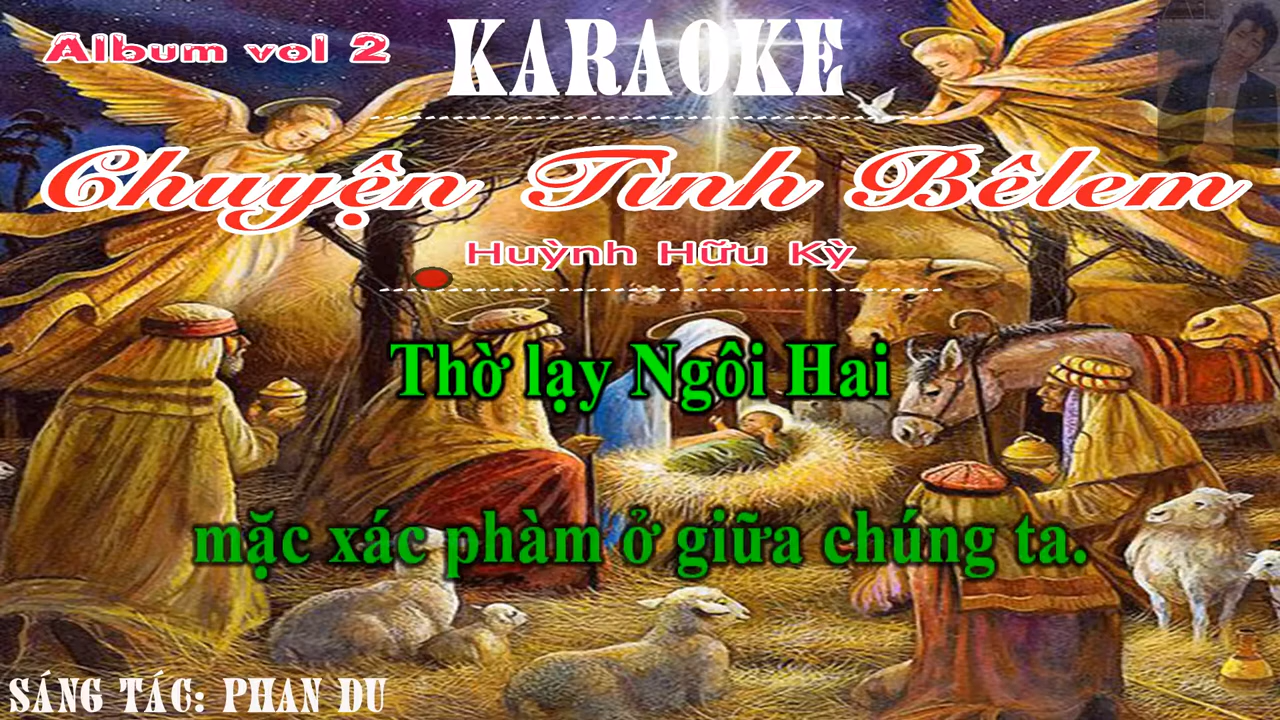 Album vol 2
KARAOKE
Chuyện Tình Bêlem
Huỳnh Hữu Kỳ
Thờ lạy Ngôi Hai
mặc xác phàm ở giữa chúng ta.
SÁNG TÁC: PHAN DU